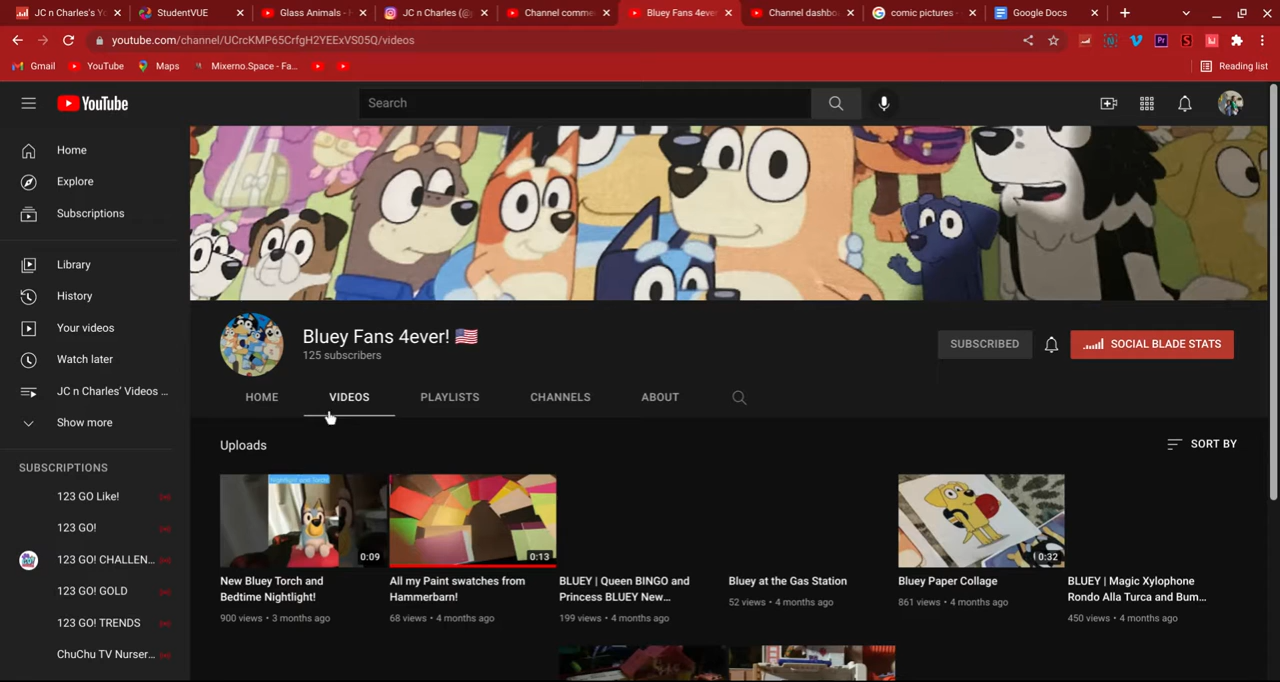 JC n Charles's Y
StudentVUE
Glass Animals -
JC n Charles (@
Channel comme
Bluey Fans 4eve
Channel dashbo
comic pictures -
Google Docs
youtube.com/channel/UCrcKMP65CrfgH2YEExVS05Q/videos
Gmail
YouTube
Maps
Mixerno.Space - Fa...
Reading list
YouTube
Search
Home
Explore
Subscriptions
Library
History
Your videos
Watch later
JC n Charles' Videos ...
Show more
SUBSCRIPTIONS
123 GO Like!
123 GO!
123 GO! CHALLEN...
123 GO! GOLD
123 GO! TRENDS
ChuChu TV Nurser...
Bluey Fans 4ever!
125 subscribers
SUBSCRIBED
SOCIAL BLADE STATS
HOME
VIDEOS
PLAYLISTS
CHANNELS
ABOUT
Uploads
SORT BY
0:09
0:13
0:32
New Bluey Torch and
Bedtime Nightlight!
900 views • 3 months ago
All my Paint swatches from
Hammerbarn!
68 views • 4 months ago
BLUEY | Queen BINGO and
Princess BLUEY New...
199 views • 4 months ago
Bluey at the Gas Station
52 views • 4 months ago
Bluey Paper Collage
861 views • 4 months ago
BLUEY | Magic Xylophone
Rondo Alla Turca and Bum...
450 views • 4 months ago